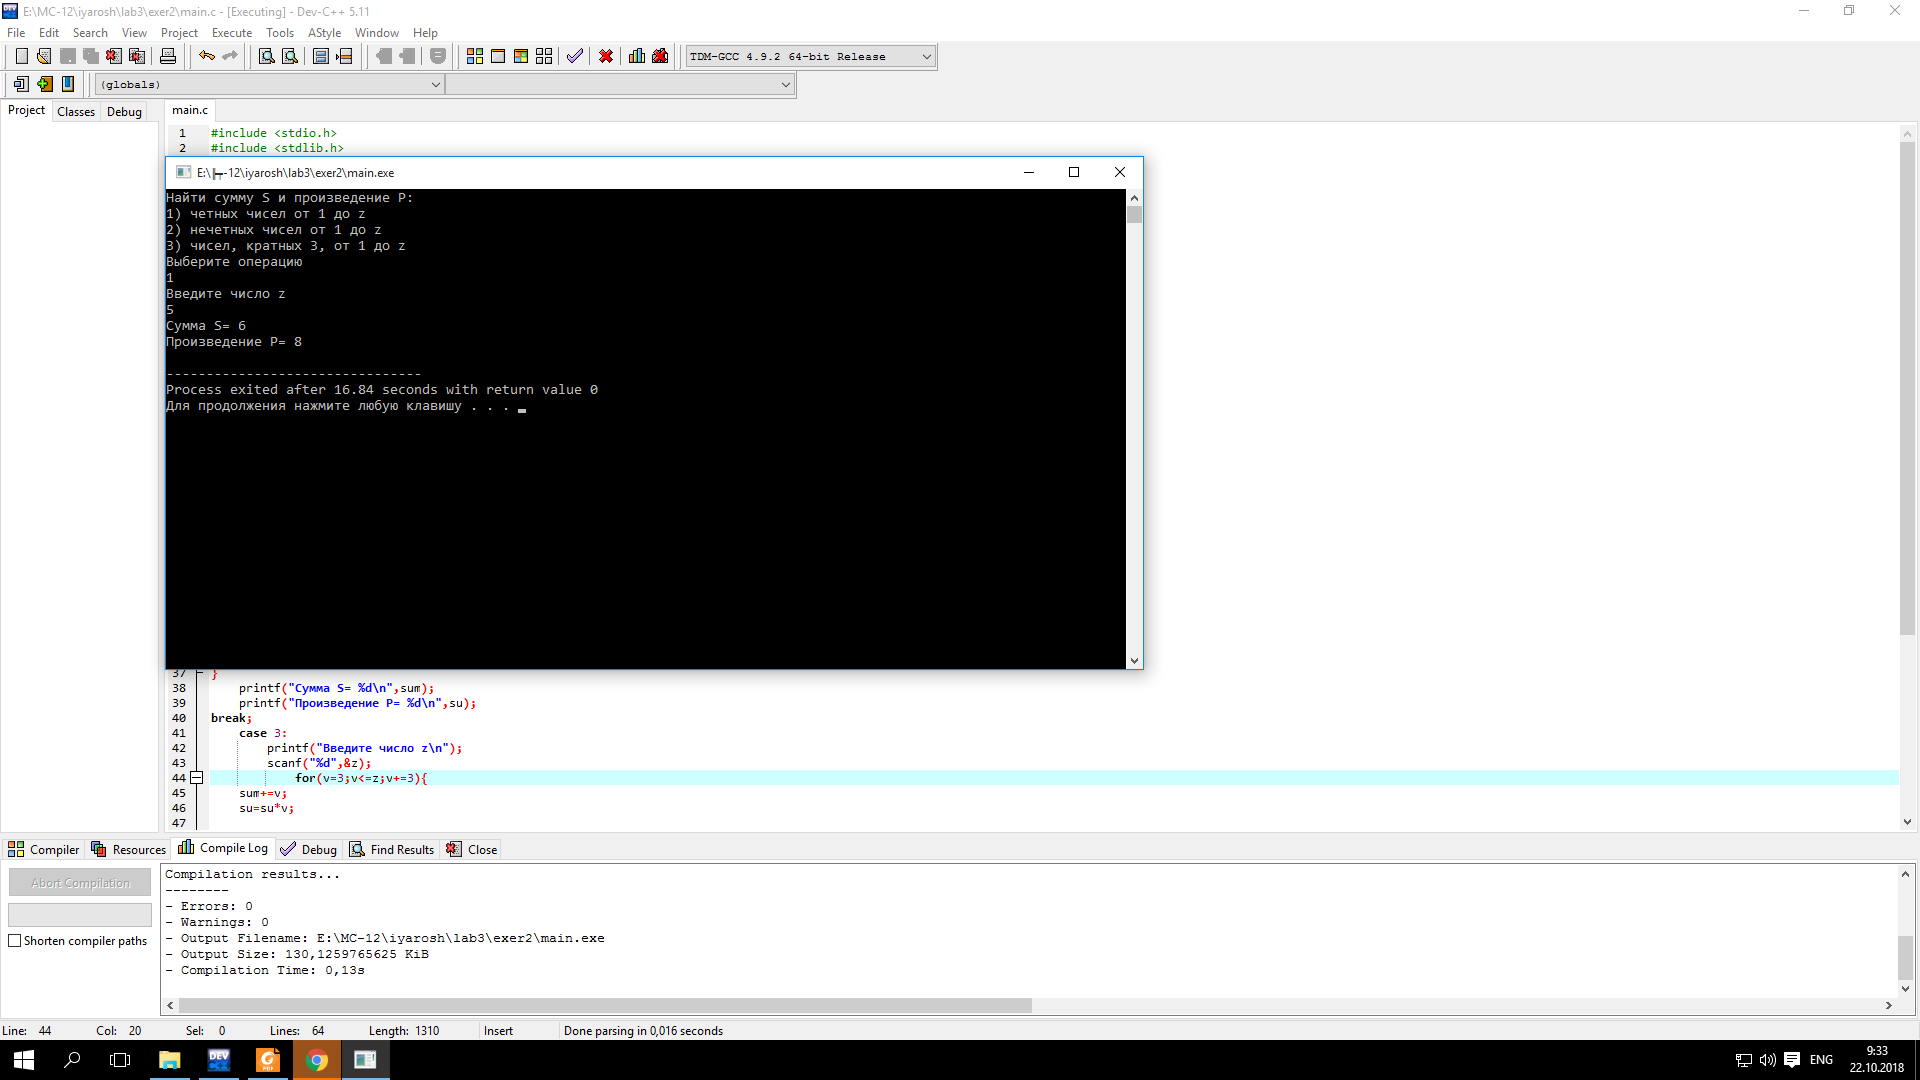 E:\MC-12\iyarosh\lab3\exer2\main.c - [Executing] - Dev-C++ 5.11
File Edit Search View Project Execute Tools AStyle Window Help
TDM-GCC 4.9.2 64-bit Release
(globals)
Project Classes Debug
main.c
1 #include <stdio.h>
2 #include <stdlib.h>
E:\├┬-12\iyarosh\lab3\exer2\main.exe
Найти сумму S и произведение P:
1) четных чисел от 1 до z
2) нечетных чисел от 1 до z
3) чисел, кратных 3, от 1 до z
Выберите операцию
1
Введите число z
5
Сумма S= 6
Произведение P= 8
--------------------------------
Process exited after 16.84 seconds with return value 0
Для продолжения нажмите любую клавишу . . .
37 }
38 printf("Сумма S= %d\n",sum);
39 printf("Произведение P= %d\n",su);
40 break;
41 case 3:
42 printf("Введите число z\n");
43 scanf("%d",&z);
44 for(v=3;v<=z;v+=3){
45 sum+=v;
46 su=su*v;
47
Compiler Resources Compile Log Debug Find Results Close
Abort Compilation
Shorten compiler paths
Compilation results...
--------
- Errors: 0
- Warnings: 0
- Output Filename: E:\MC-12\iyarosh\lab3\exer2\main.exe
- Output Size: 130,1259765625 KiB
- Compilation Time: 0,13s
Line: 44 Col: 20 Sel: 0 Lines: 64 Length: 1310 Insert Done parsing in 0,016 seconds
DEV
PDF
ENG
9:33
22.10.2018